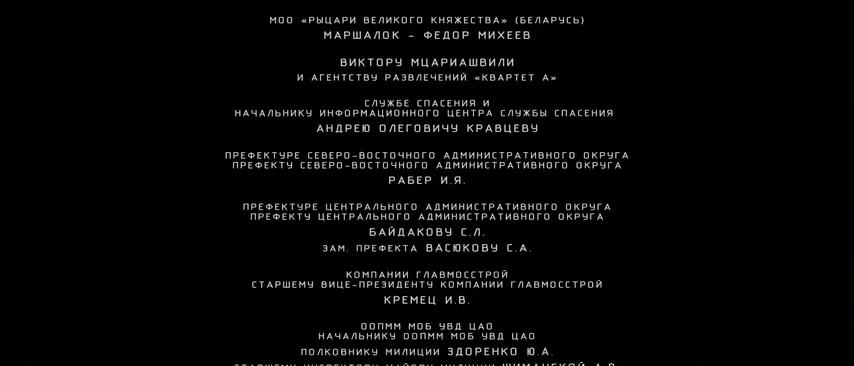 МОО «РЫЦАРИ ВЕЛИКОГО КНЯЖЕСТВА» (БЕЛАРУСЬ)
МАРШАЛОК – ФЕДОР МИХЕЕВ
ВИКТОРУ МЦАРИАШВИЛИ
И АГЕНТСТВУ РАЗВЛЕЧЕНИЙ «КВАРТЕТ А»
СЛУЖБЕ СПАСЕНИЯ И
НАЧАЛЬНИКУ ИНФОРМАЦИОННОГО ЦЕНТРА СЛУЖБЫ СПАСЕНИЯ
АНДРЕЮ ОЛЕГОВИЧУ КРАВЦЕВУ
ПРЕФЕКТУРЕ СЕВЕРО-ВОСТОЧНОГО АДМИНИСТРАТИВНОГО ОКРУГА
ПРЕФЕКТУ СЕВЕРО-ВОСТОЧНОГО АДМИНИСТРАТИВНОГО ОКРУГА
РАБЕР И.Я.
ПРЕФЕКТУРЕ ЦЕНТРАЛЬНОГО АДМИНИСТРАТИВНОГО ОКРУГА
ПРЕФЕКТУ ЦЕНТРАЛЬНОГО АДМИНИСТРАТИВНОГО ОКРУГА
БАЙДАКОВУ С.Л.
ЗАМ. ПРЕФЕКТА ВАСЮКОВУ С.А.
КОМПАНИИ ГЛАВМОССТРОЙ
СТАРШЕМУ ВИЦЕ-ПРЕЗИДЕНТУ КОМПАНИИ ГЛАВМОССТРОЙ
КРЕМЕЦ И.В.
ООПММ МОБ УВД ЦАО
НАЧАЛЬНИКУ ООПММ МОБ УВД ЦАО
ПОЛКОВНИКУ МИЛИЦИИ ЗДОРЕНКО Ю.А.